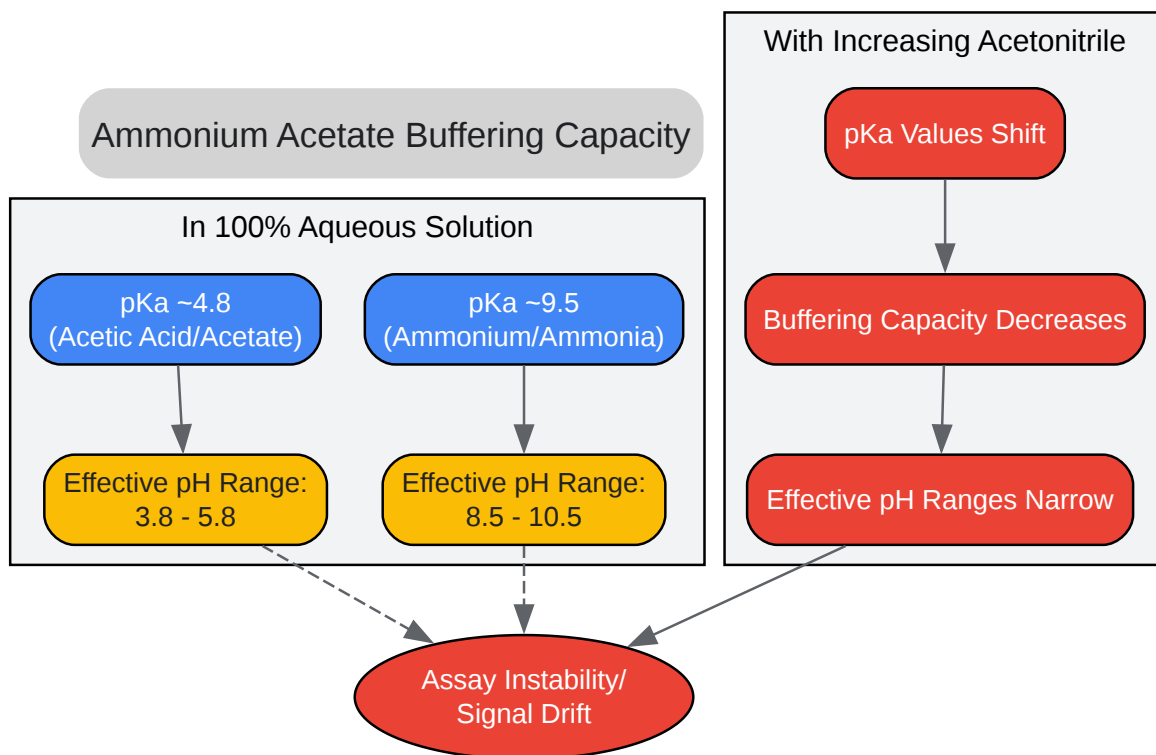 Ammonium Acetate Buffering Capacity
In 100% Aqueous Solution
pKa ~4.8
(Acetic Acid/Acetate)
pKa ~9.5
(Ammonium/Ammonia)
Effective pH Range:
3.8 - 5.8
Effective pH Range:
8.5 - 10.5
With Increasing Acetonitrile
pKa Values Shift
Buffering Capacity Decreases
Effective pH Ranges Narrow
Assay Instability/
Signal Drift